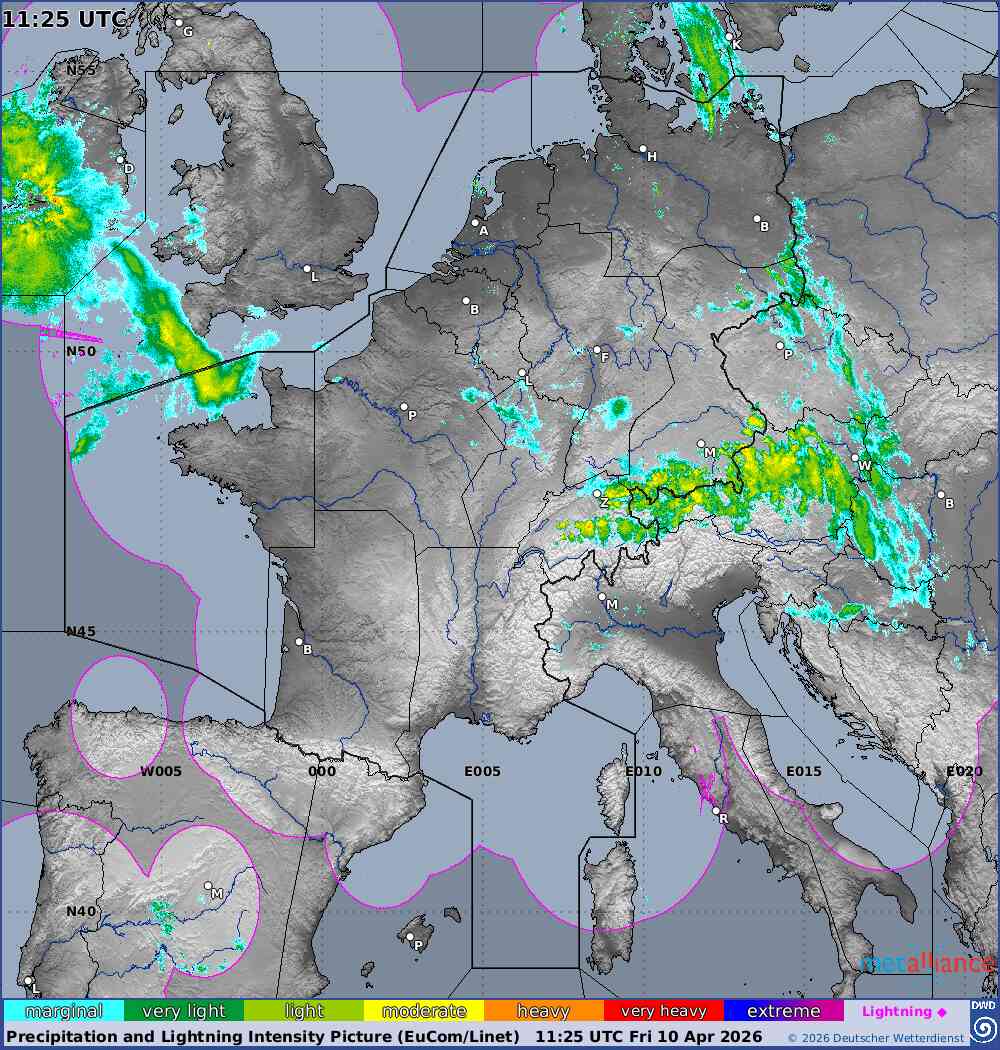 11:25 UTC
G
K
N55
D
H
A
B
B
L
B
N50
F
P
L
P
M
W
Z
B
M
N45
B
W005
000
E005
E010
E015
E020
R
M
N40
P
metalliance
L
marginal very light light moderate heavy very heavy extreme Lightning ◆
DWD
Precipitation and Lightning Intensity Picture (EuCom/Linet) 11:25 UTC Fri 10 Apr 2026 © 2026 Deutscher Wetterdienst